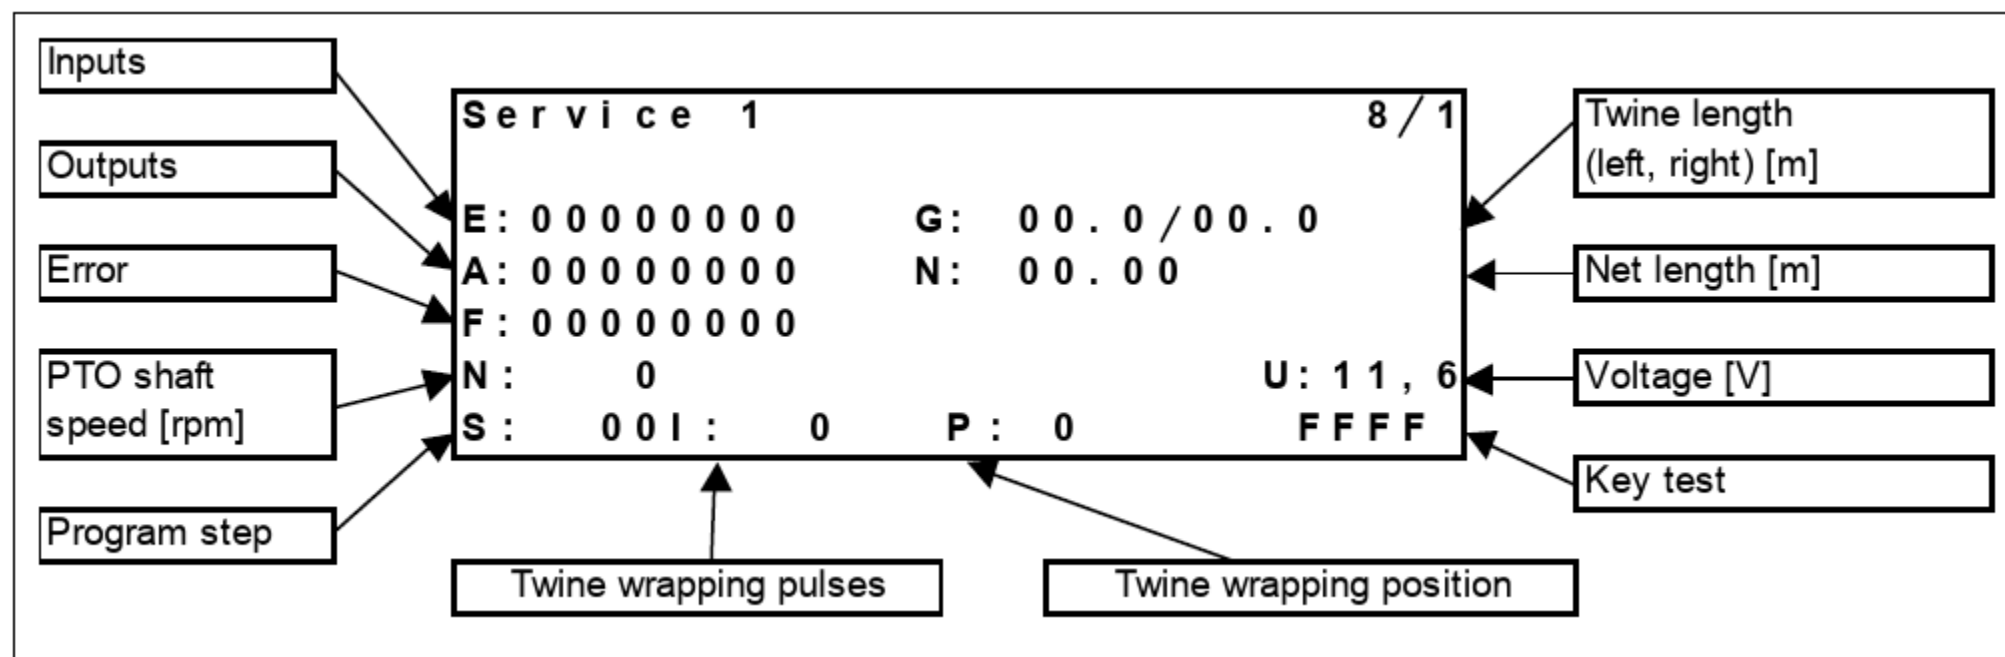 Inputs
Outputs
Error
PTO shaft
speed [rpm]
Program step
Service 1 8/1
E: 00000000 G: 00.0/00.0
A: 00000000 N: 00.00
F: 00000000
N: 0 U: 11,6
S: 00I: 0 P: 0 FFFF
Twine length
(left, right) [m]
Net length [m]
Voltage [V]
Key test
Twine wrapping pulses
Twine wrapping position